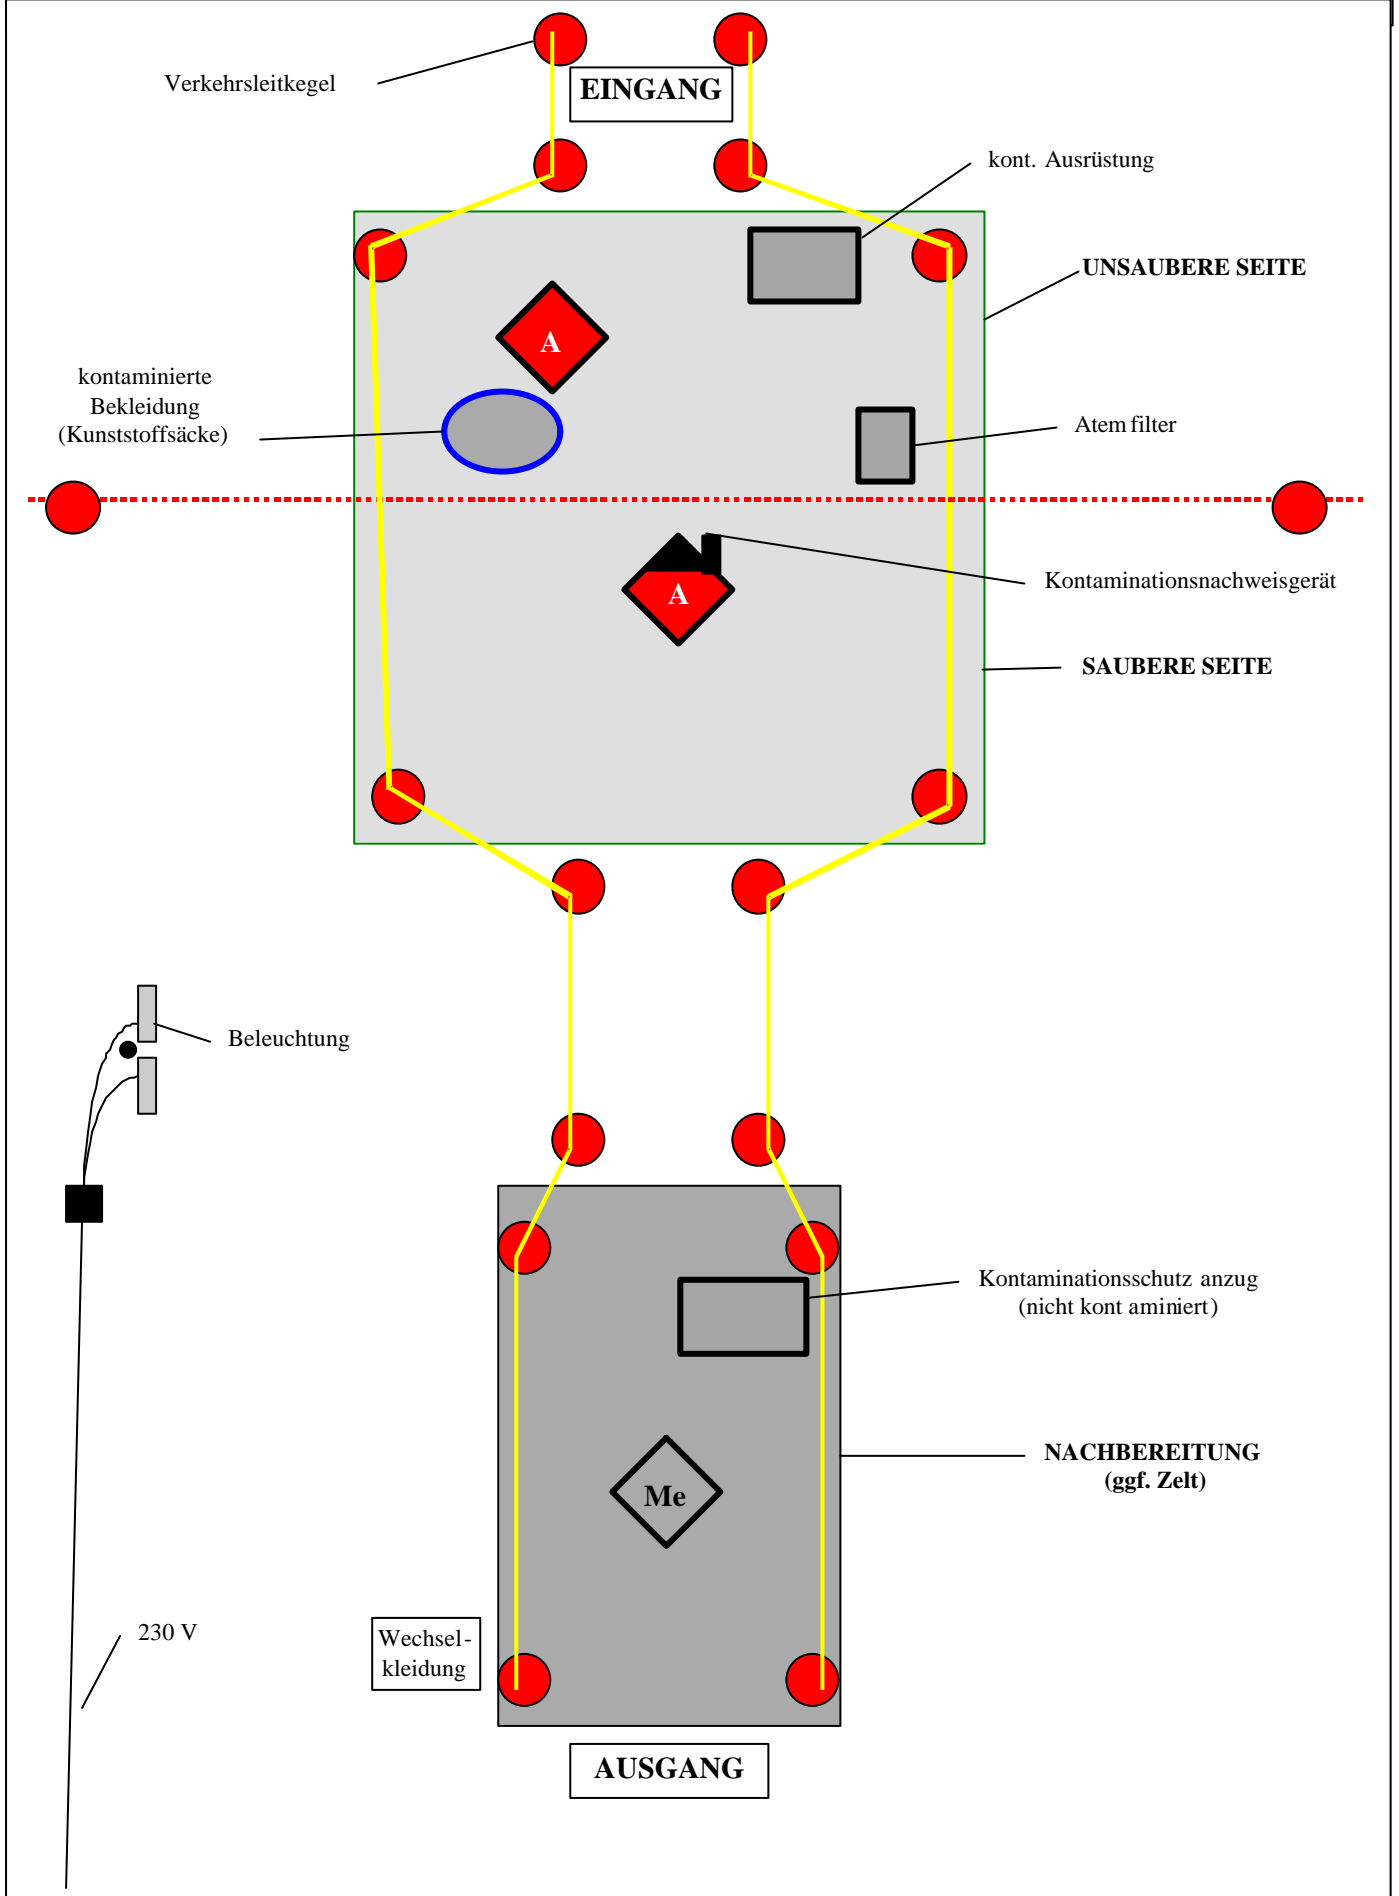 Verkehrsleitkegel
EINGANG
kont. Ausrüstung
UNSAUBERE SEITE
A
kontaminierte
Bekleidung
(Kunststoffsäcke)
Atem filter
Kontaminationsnachweisgerät
A
SAUBERE SEITE
Beleuchtung
Kontaminationsschutz anzug
(nicht kont aminiert)
NACHBEREITUNG
(ggf. Zelt)
Me
230 V
Wechsel-
kleidung
AUSGANG